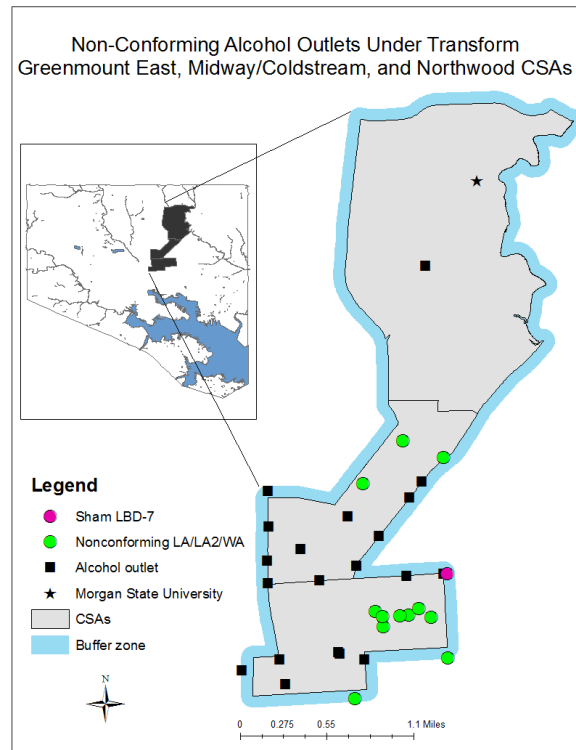 Non-Conforming Alcohol Outlets Under Transform
Greenmount East, Midway/Coldstream, and Northwood CSAs
Legend
Sham LBD-7
Nonconforming LA/LA2/WA
Alcohol outlet
Morgan State University
CSAs
Buffer zone
N
0 0.275 0.55 1.1 Miles